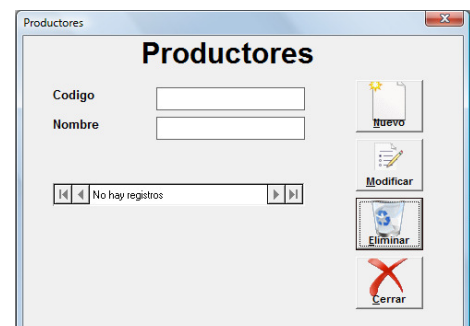 Productores
Productores
Codigo
Nombre
No hay registros
Nuevo
Modificar
Eliminar
Cerrar